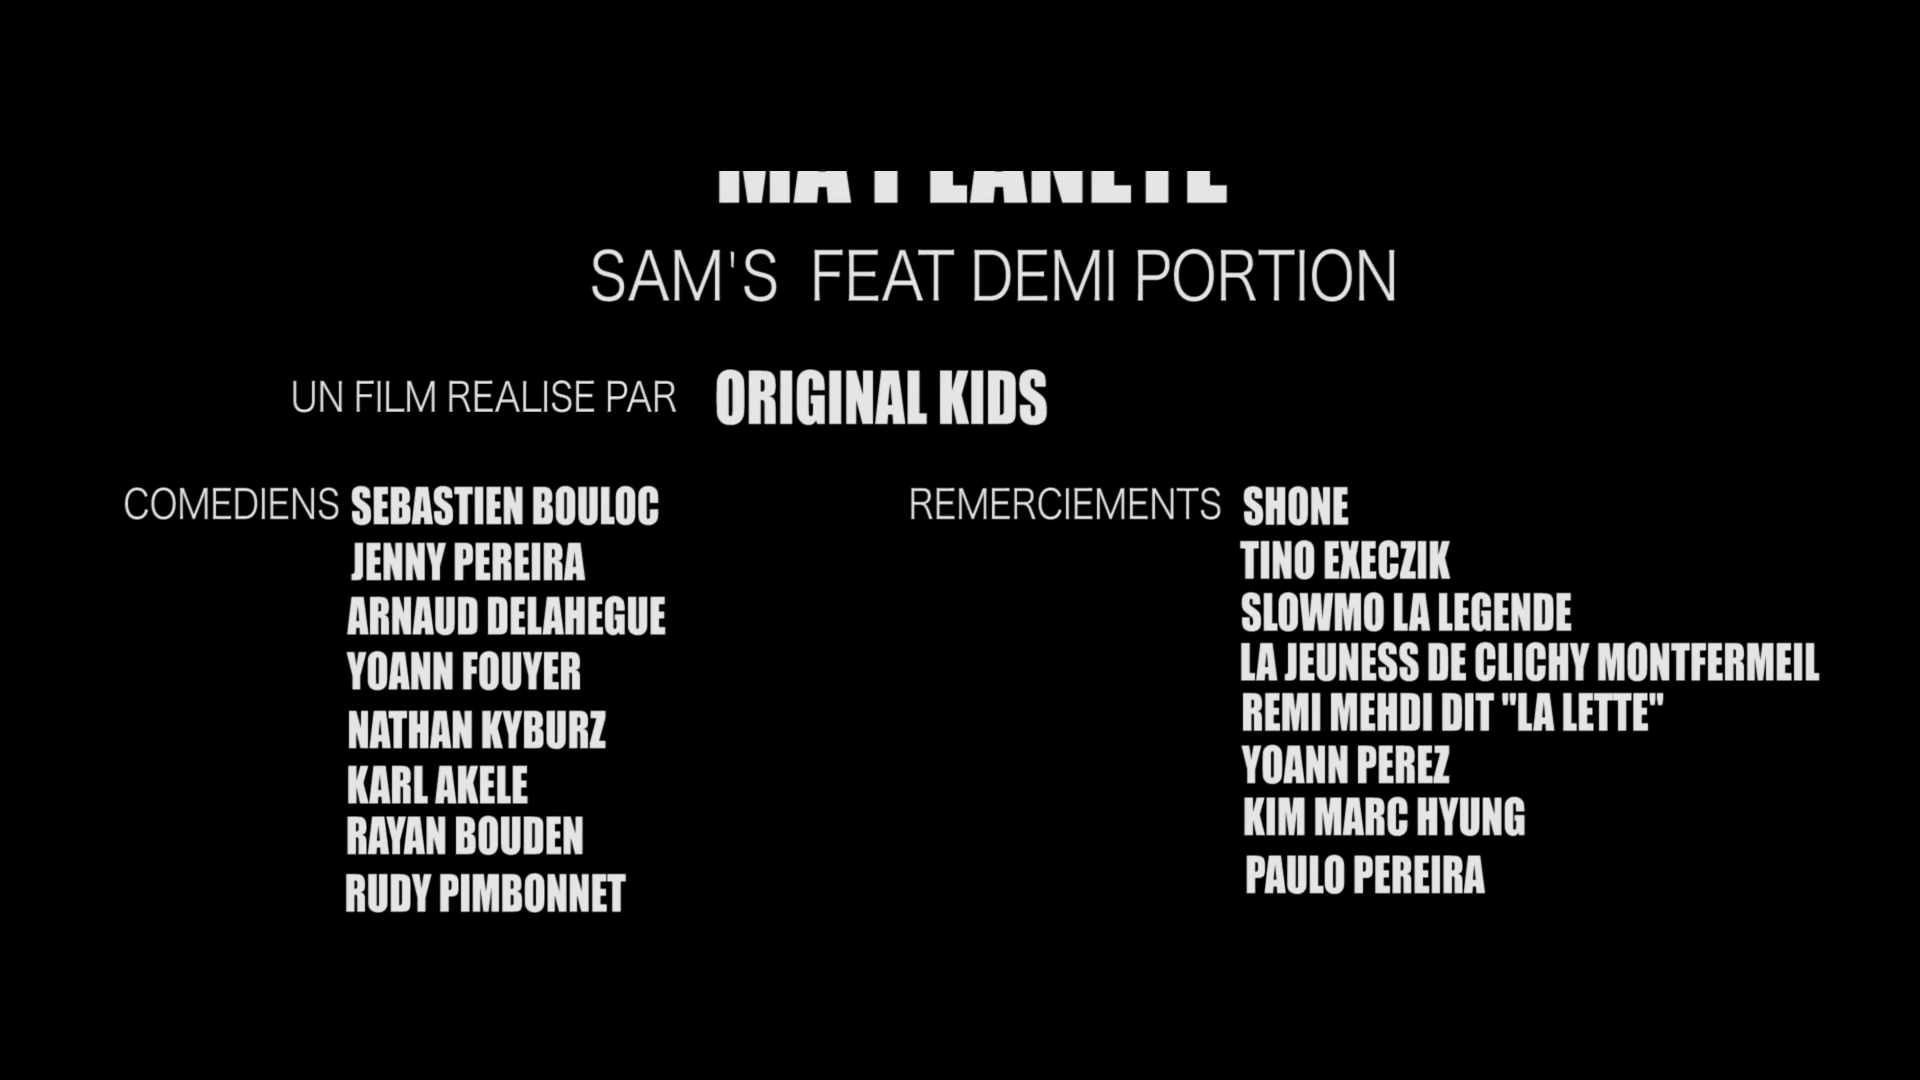 MA PLANETE
SAM'S FEAT DEMI PORTION
UN FILM REALISE PAR ORIGINAL KIDS
COMEDIENS SEBASTIEN BOULOC
JENNY PEREIRA
ARNAUD DELAHEGUE
YOANN FOUYER
NATHAN KYBURZ
KARL AKELE
RAYAN BOUDEN
RUDY PIMBONNET
REMERCIEMENTS SHONE
TINO EXECZIK
SLOWMO LA LEGENDE
LA JEUNESS DE CLICHY MONTFERMEIL
REMI MEHDI DIT "LA LETTE"
YOANN PEREZ
KIM MARC HYUNG
PAULO PEREIRA